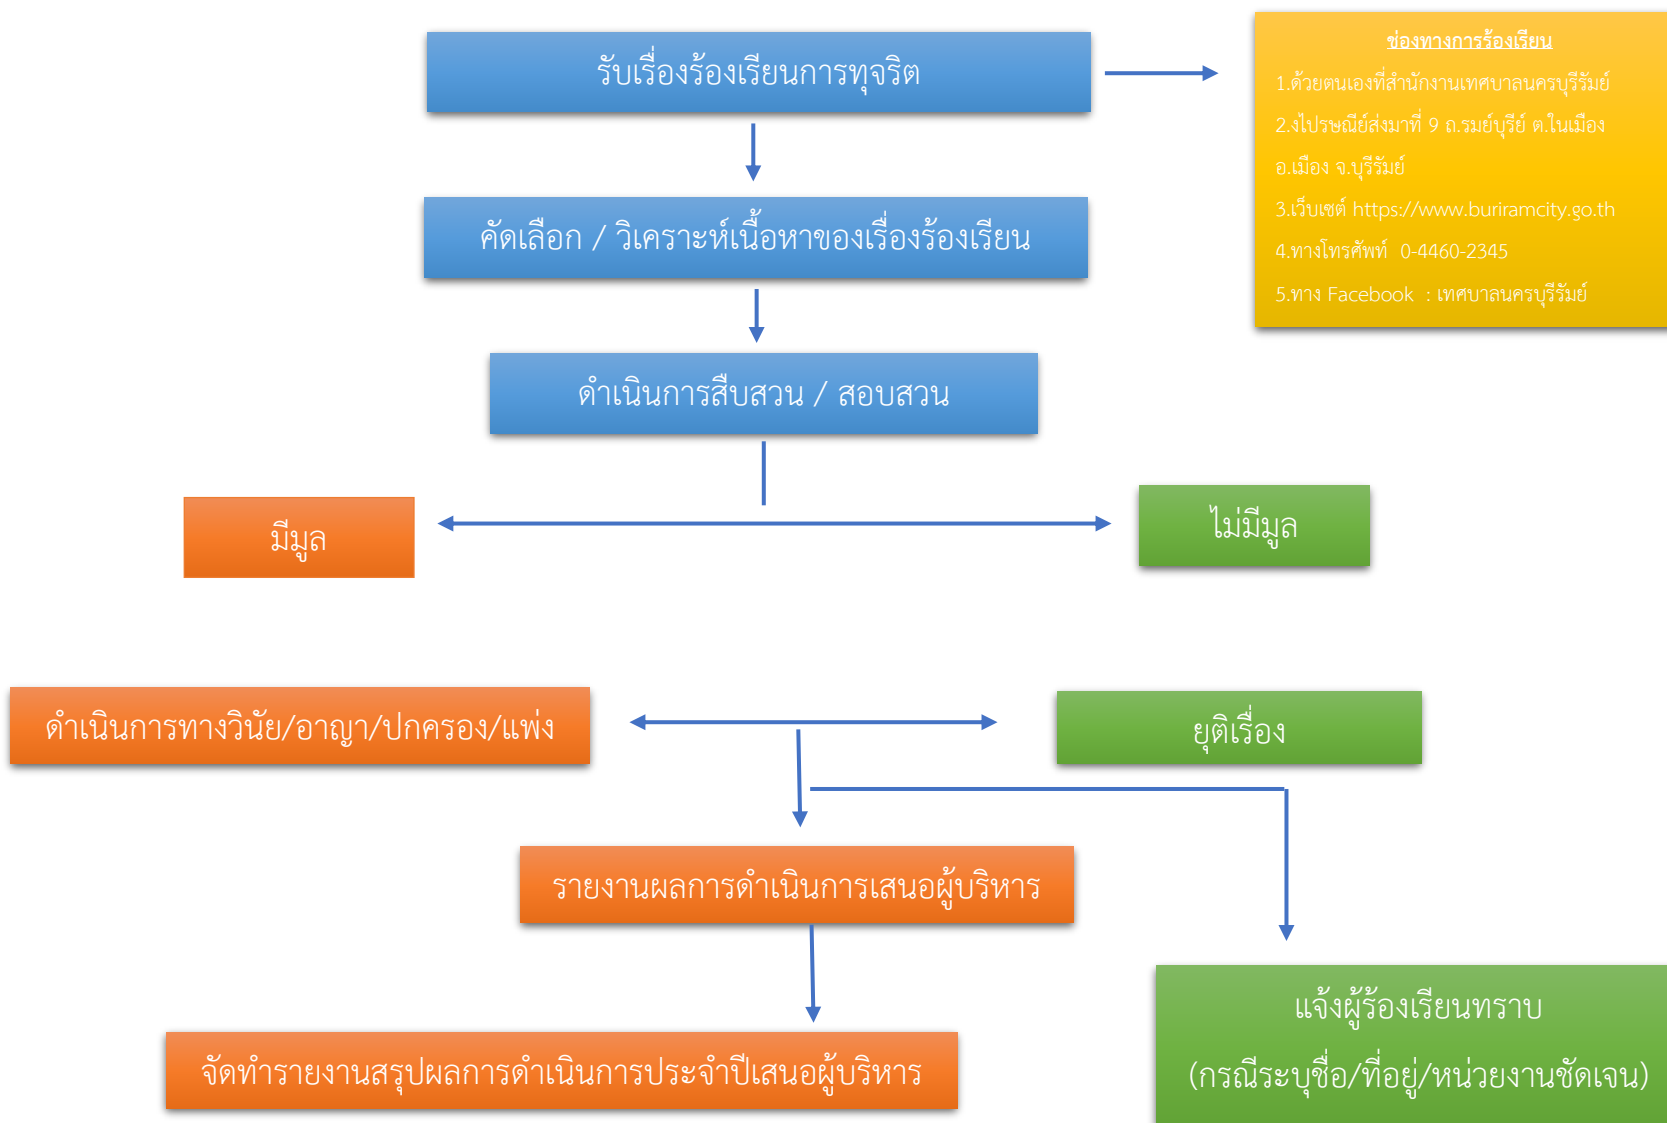 รับเรื่องร้องเรียนการทุจริต
ช่องทางการร้องเรียน
1.ด้วยตนเองที่สำนักงานเทศบาลนครบุรีรัมย์
2.งไปรษณีย์ส่งมาที่ 9 ถ.รมย์บุรีย์ ต.ในเมือง
อ.เมือง จ.บุรีรัมย์
3.เว็บเซต์ https://www.buriramcity.go.th
4.ทางโทรศัพท์ 0-4460-2345
5.ทาง Facebook : เทศบาลนครบุรีรัมย์
คัดเลือก / วิเคราะห์เนื้อหาของเรื่องร้องเรียน
ดำเนินการสืบสวน / สอบสวน
มีมูล
ไม่มีมูล
ดำเนินการทางวินัย/อาญา/ปกครอง/แพ่ง
ยุติเรื่อง
รายงานผลการดำเนินการเสนอผู้บริหาร
จัดทำรายงานสรุปผลการดำเนินการประจำปีเสนอผู้บริหาร
แจ้งผู้ร้องเรียนทราบ
(กรณีระบุชื่อ/ที่อยู่/หน่วยงานชัดเจน)